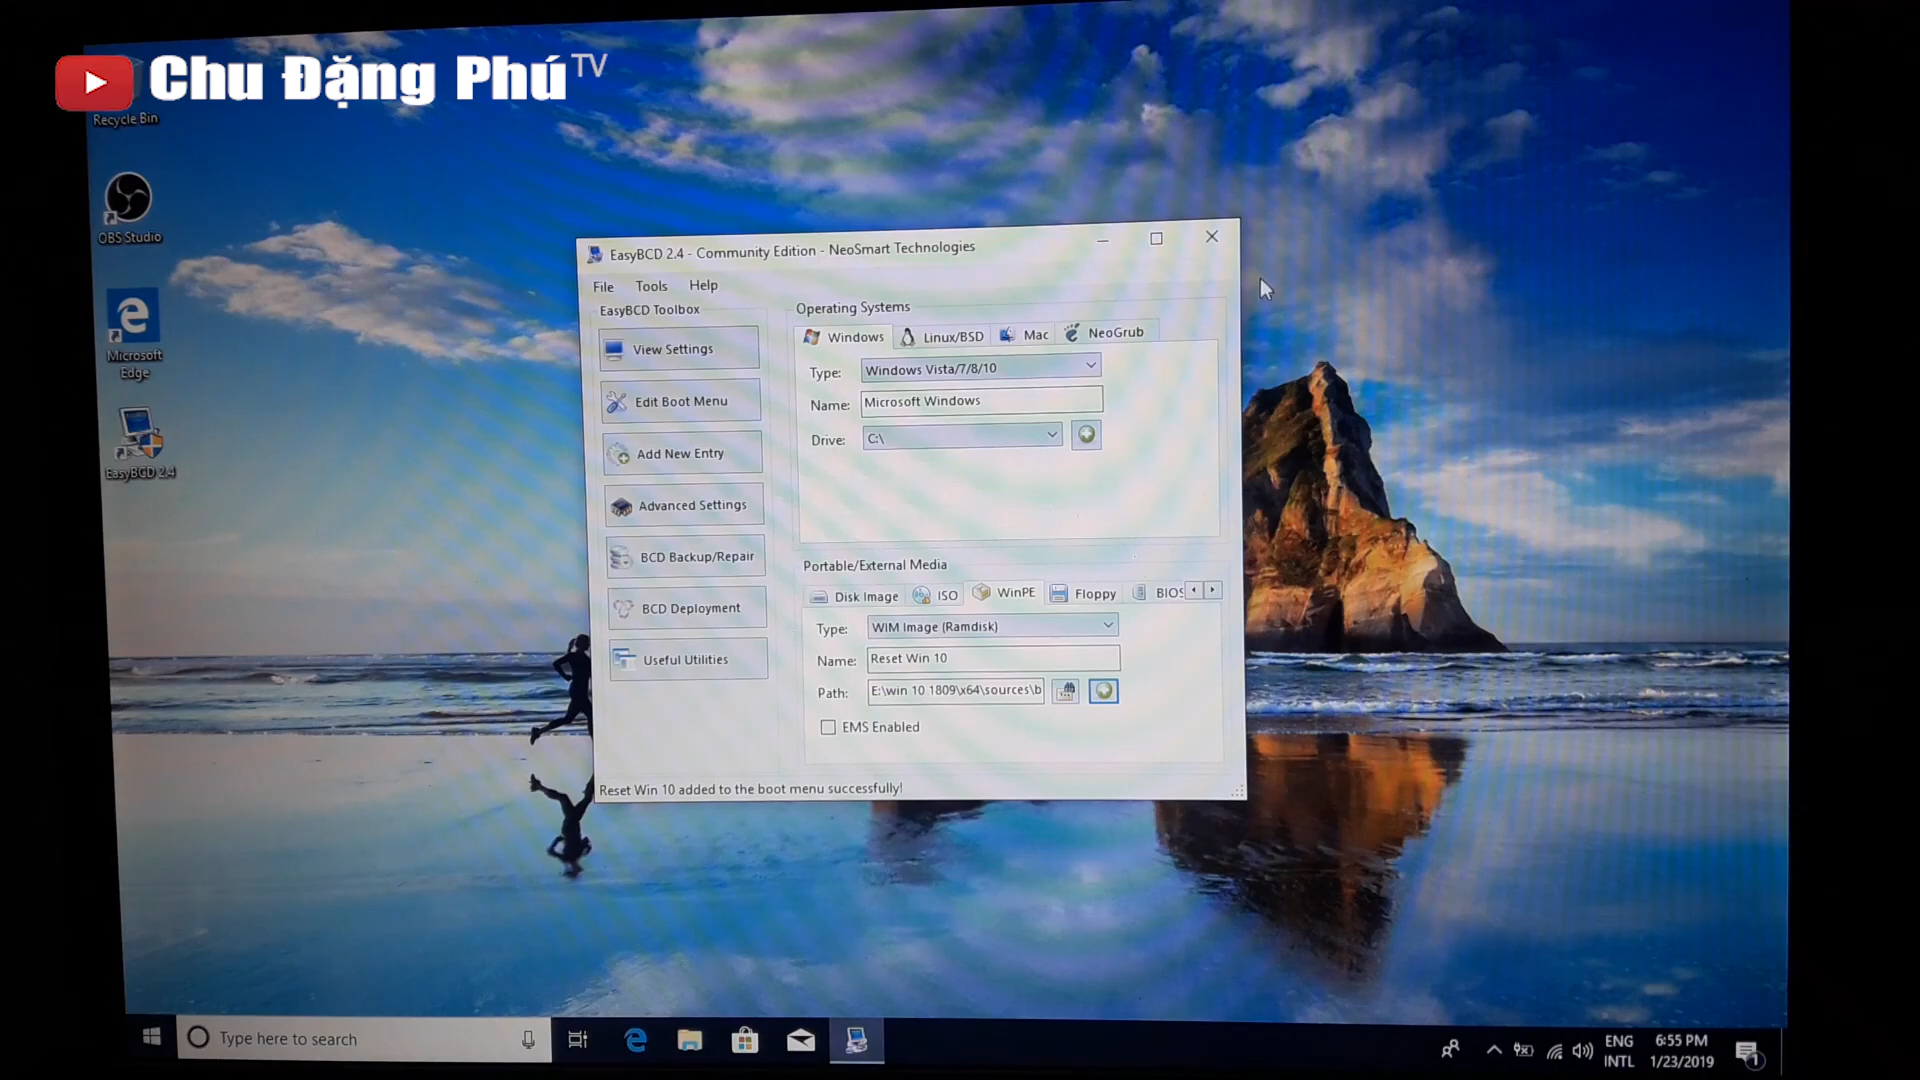 Chu Đặng Phú TV
Recycle Bin
OBS Studio
Microsoft
Edge
EasyBCD 2.4
EasyBCD 2.4 - Community Edition - NeoSmart Technologies
File Tools Help
EasyBCD Toolbox
View Settings
Edit Boot Menu
Add New Entry
Advanced Settings
BCD Backup/Repair
BCD Deployment
Useful Utilities
Operating Systems
Windows Linux/BSD Mac NeoGrub
Type: Windows Vista/7/8/10
Name: Microsoft Windows
Drive: C:\
Portable/External Media
Disk Image ISO WinPE Floppy BIOS
Type: WIM Image (Ramdisk)
Name: Reset Win 10
Path: E:\win 10 1809\x64\sources\b
EMS Enabled
Reset Win 10 added to the boot menu successfully!
Type here to search
ENG
INTL
6:55 PM
1/23/2019
1